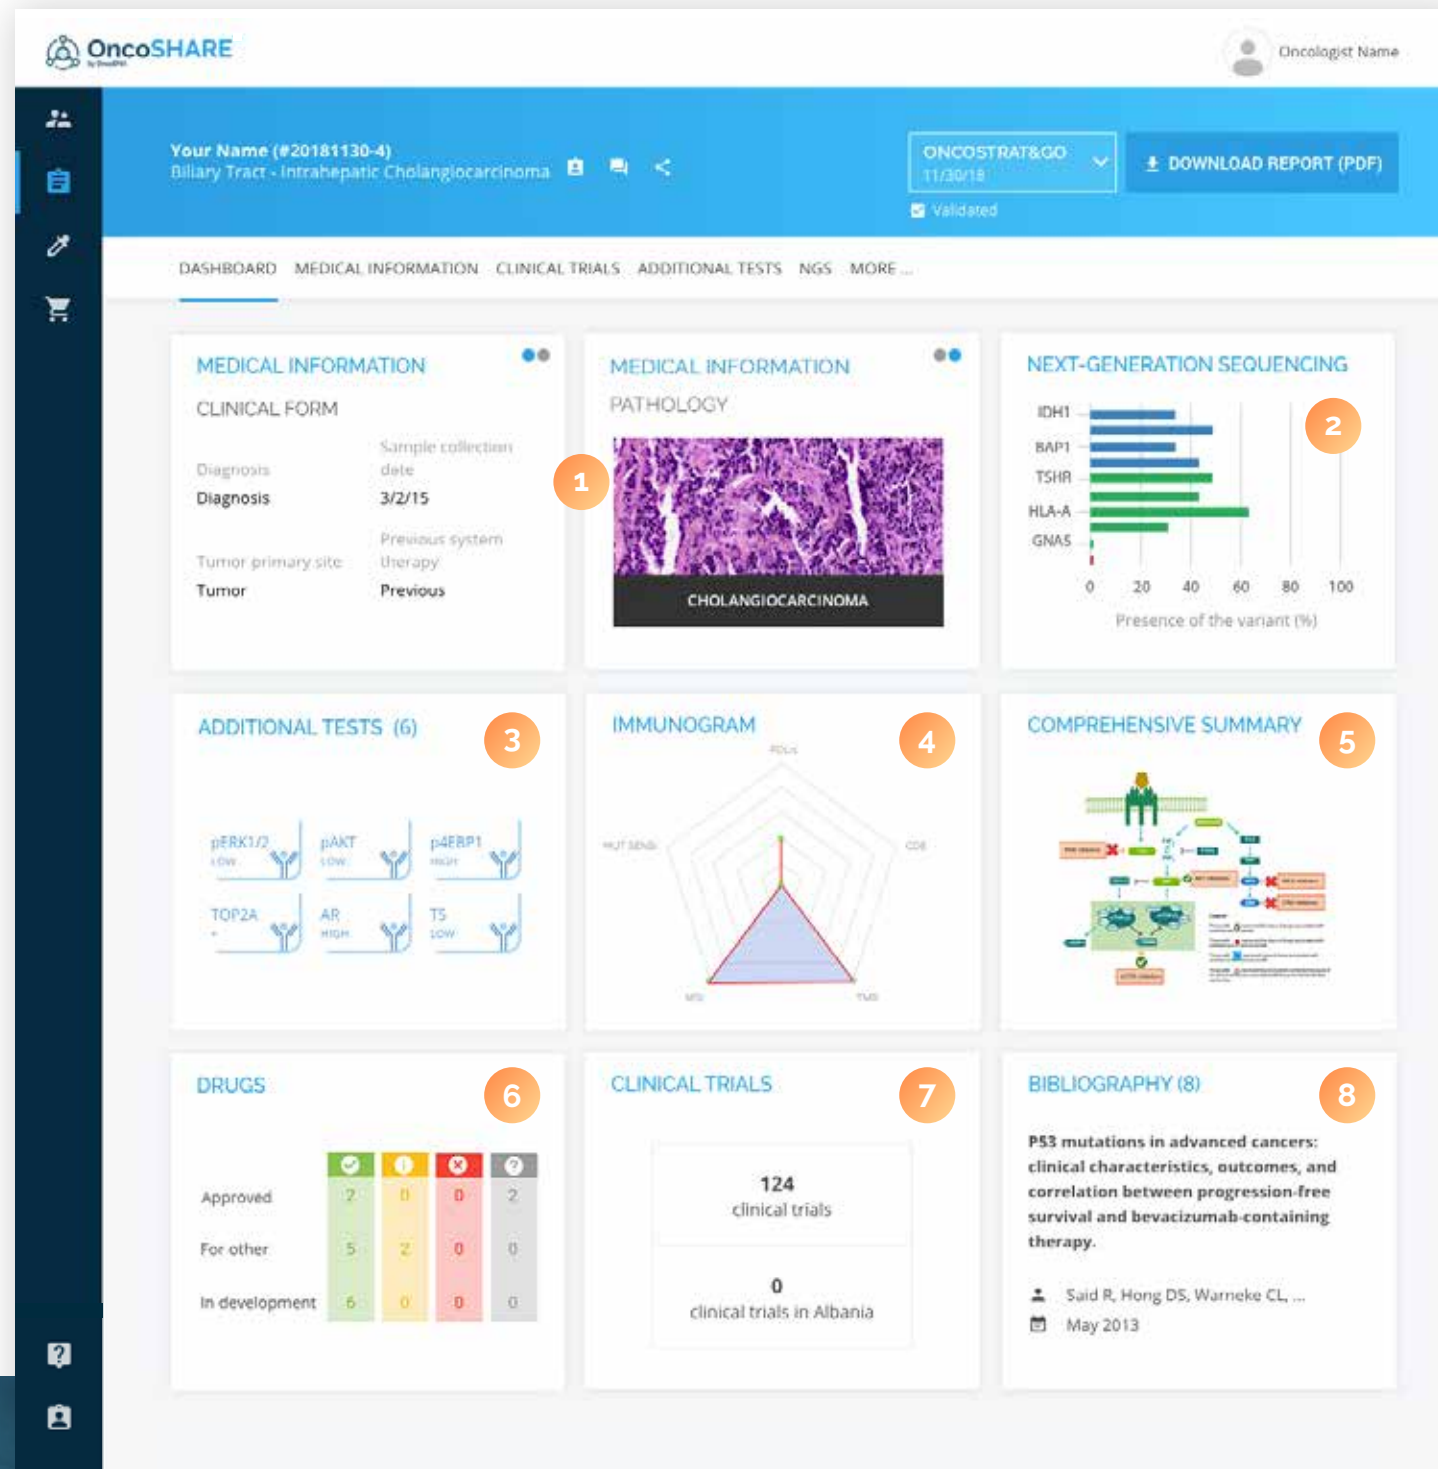 OncoSHARE
Oncologist Name
Your Name (#20181130-4)
Biliary Tract - Intrahepatic Cholangiocarcinoma
ONCOSTRAT&GO
11/30/18
Validated
DOWNLOAD REPORT (PDF)
DASHBOARD MEDICAL INFORMATION CLINICAL TRIALS ADDITIONAL TESTS NGS MORE ...
MEDICAL INFORMATION
CLINICAL FORM
Sample collection
Diagnosis date
Diagnosis 3/2/15
Previous system
Tumor primary site therapy
Tumor Previous
1
MEDICAL INFORMATION
PATHOLOGY
CHOLANGIOCARCINOMA
NEXT-GENERATION SEQUENCING
2
IDH1
BAP1
TSHR
HLA-A
GNAS
0 20 40 60 80 100
Presence of the variant (%)
ADDITIONAL TESTS (6)
3
pERK1/2 pAKT p4EBP1
LOW LOW HIGH
TOP2A AR TS
+ HIGH LOW
IMMUNOGRAM
4
MUT SENS CD8
MSI TMB
COMPREHENSIVE SUMMARY
5
DRUGS
6
Approved 2 0 0 2
For other 5 2 0 0
In development 6 0 0 0
CLINICAL TRIALS
7
124
clinical trials
0
clinical trials in Albania
BIBLIOGRAPHY (8)
8
P53 mutations in advanced cancers:
clinical characteristics, outcomes, and
correlation between progression-free
survival and bevacizumab-containing
therapy.
Said R, Hong DS, Warneke CL, ...
May 2013